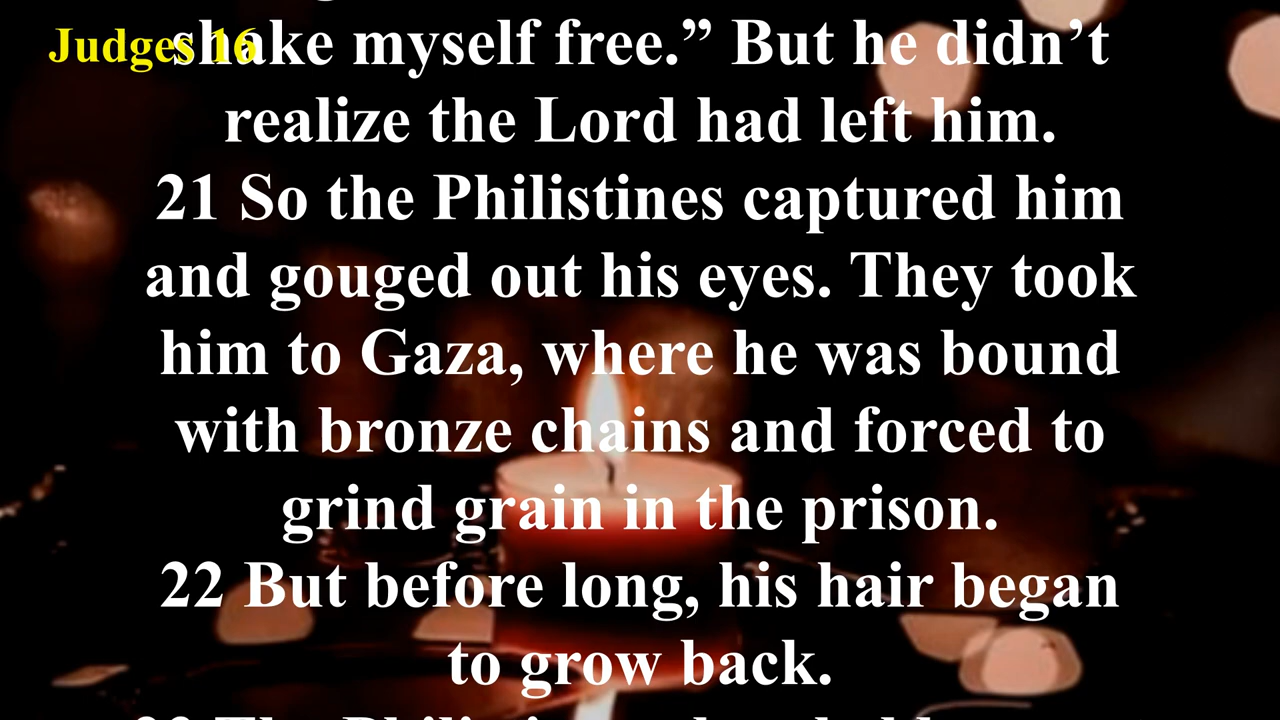 Judges 16
shake myself free.” But he didn’t
realize the Lord had left him.
21 So the Philistines captured him
and gouged out his eyes. They took
him to Gaza, where he was bound
with bronze chains and forced to
grind grain in the prison.
22 But before long, his hair began
to grow back.